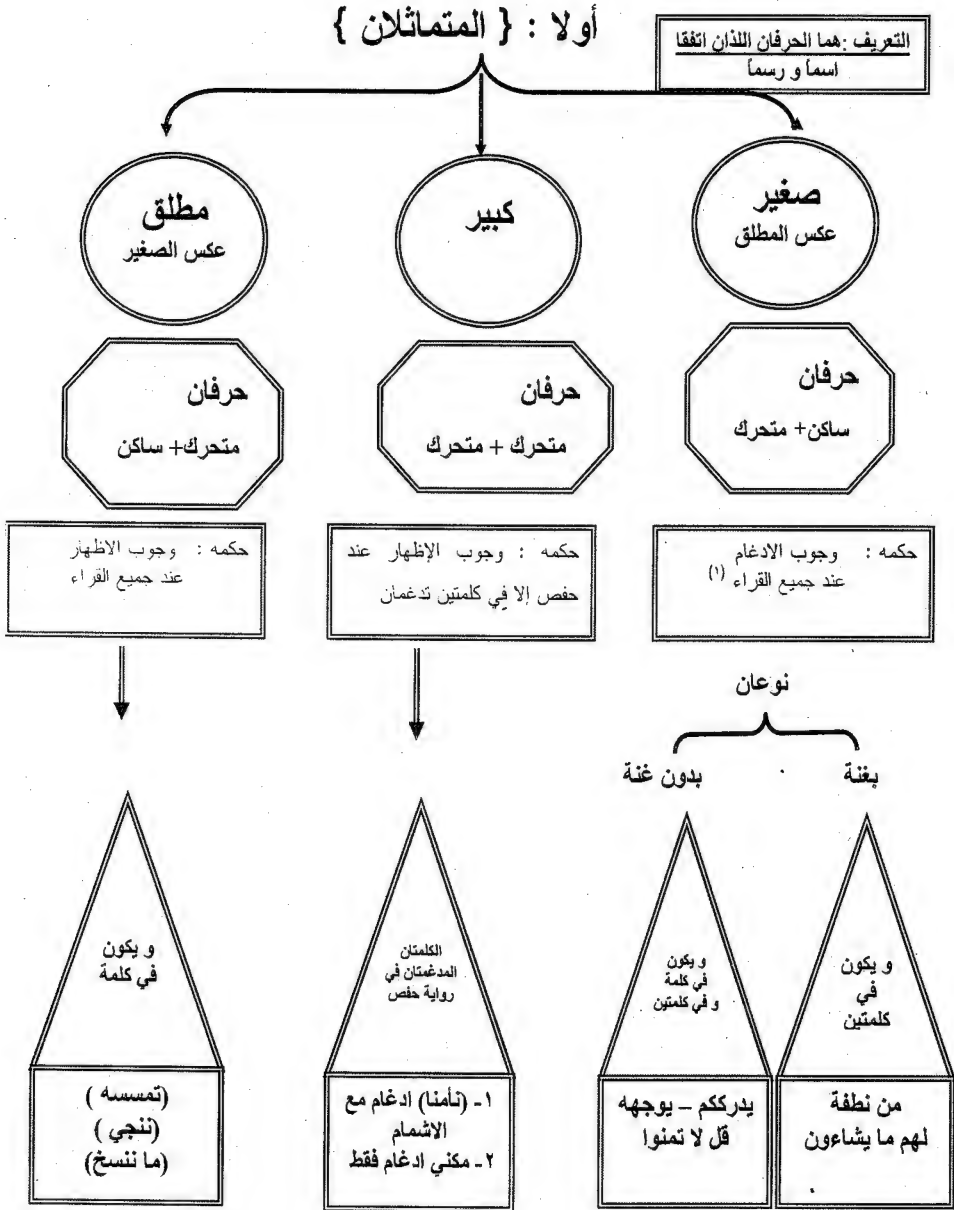 أولا : { المتماثلان }
التعريف :هما الحرفان اللذان اتفقا
اسماً و رسماً
صغير
عكس المطلق
كبير
مطلق
عكس الصغير
حرفان
ساكن+ متحرك
حرفان
متحرك + متحرك
حرفان
متحرك+ ساكن
حكمه : وجوب الادغام
عند جميع القراء (١)
حكمه : وجوب الإظهار عند
حفص إلا في كلمتين تدغمان
حكمه : وجوب الاظهار
عند جميع القراء
نوعان
بغنة
بدون غنة
و يكون
في
كلمتين
و يكون
في كلمة
و في كلمتين
الكلمتان
المدغمتان في
رواية حفص
و يكون
في كلمة
من نطفة
لهم ما يشاءون
يدرككم – يوجهه
قل لا تمنوا
١- (تأمنا) ادغام مع
الاشمام
٢- مكني ادغام فقط
(تمسسه )
(ننجي )
(ما ننسخ)